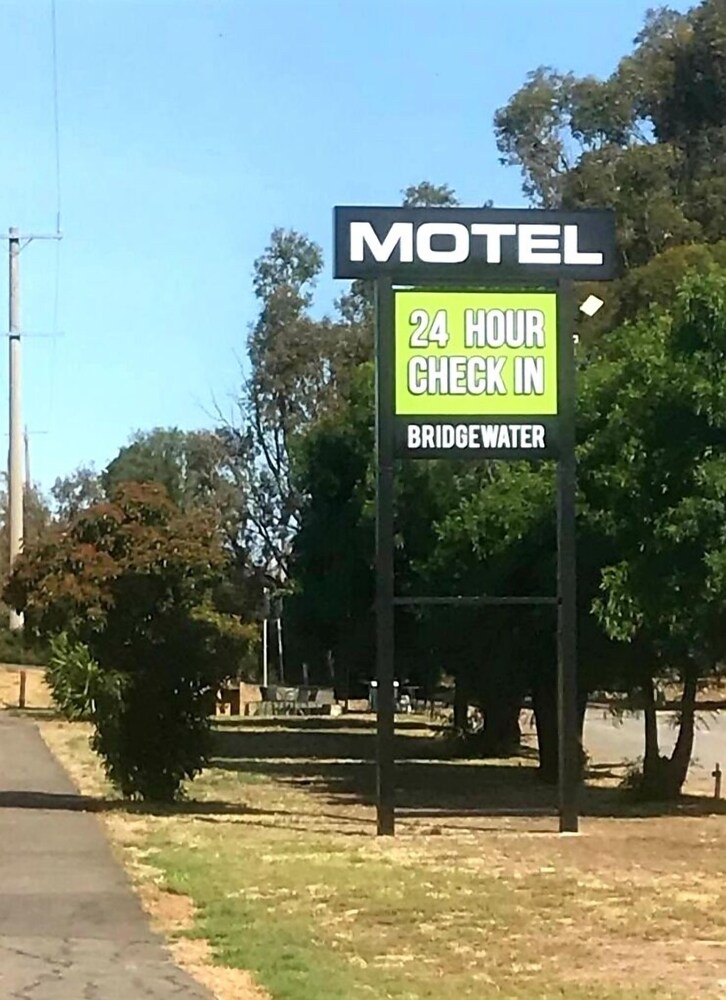 MOTEL
24 HOUR
CHECK IN
BRIDGEWATER